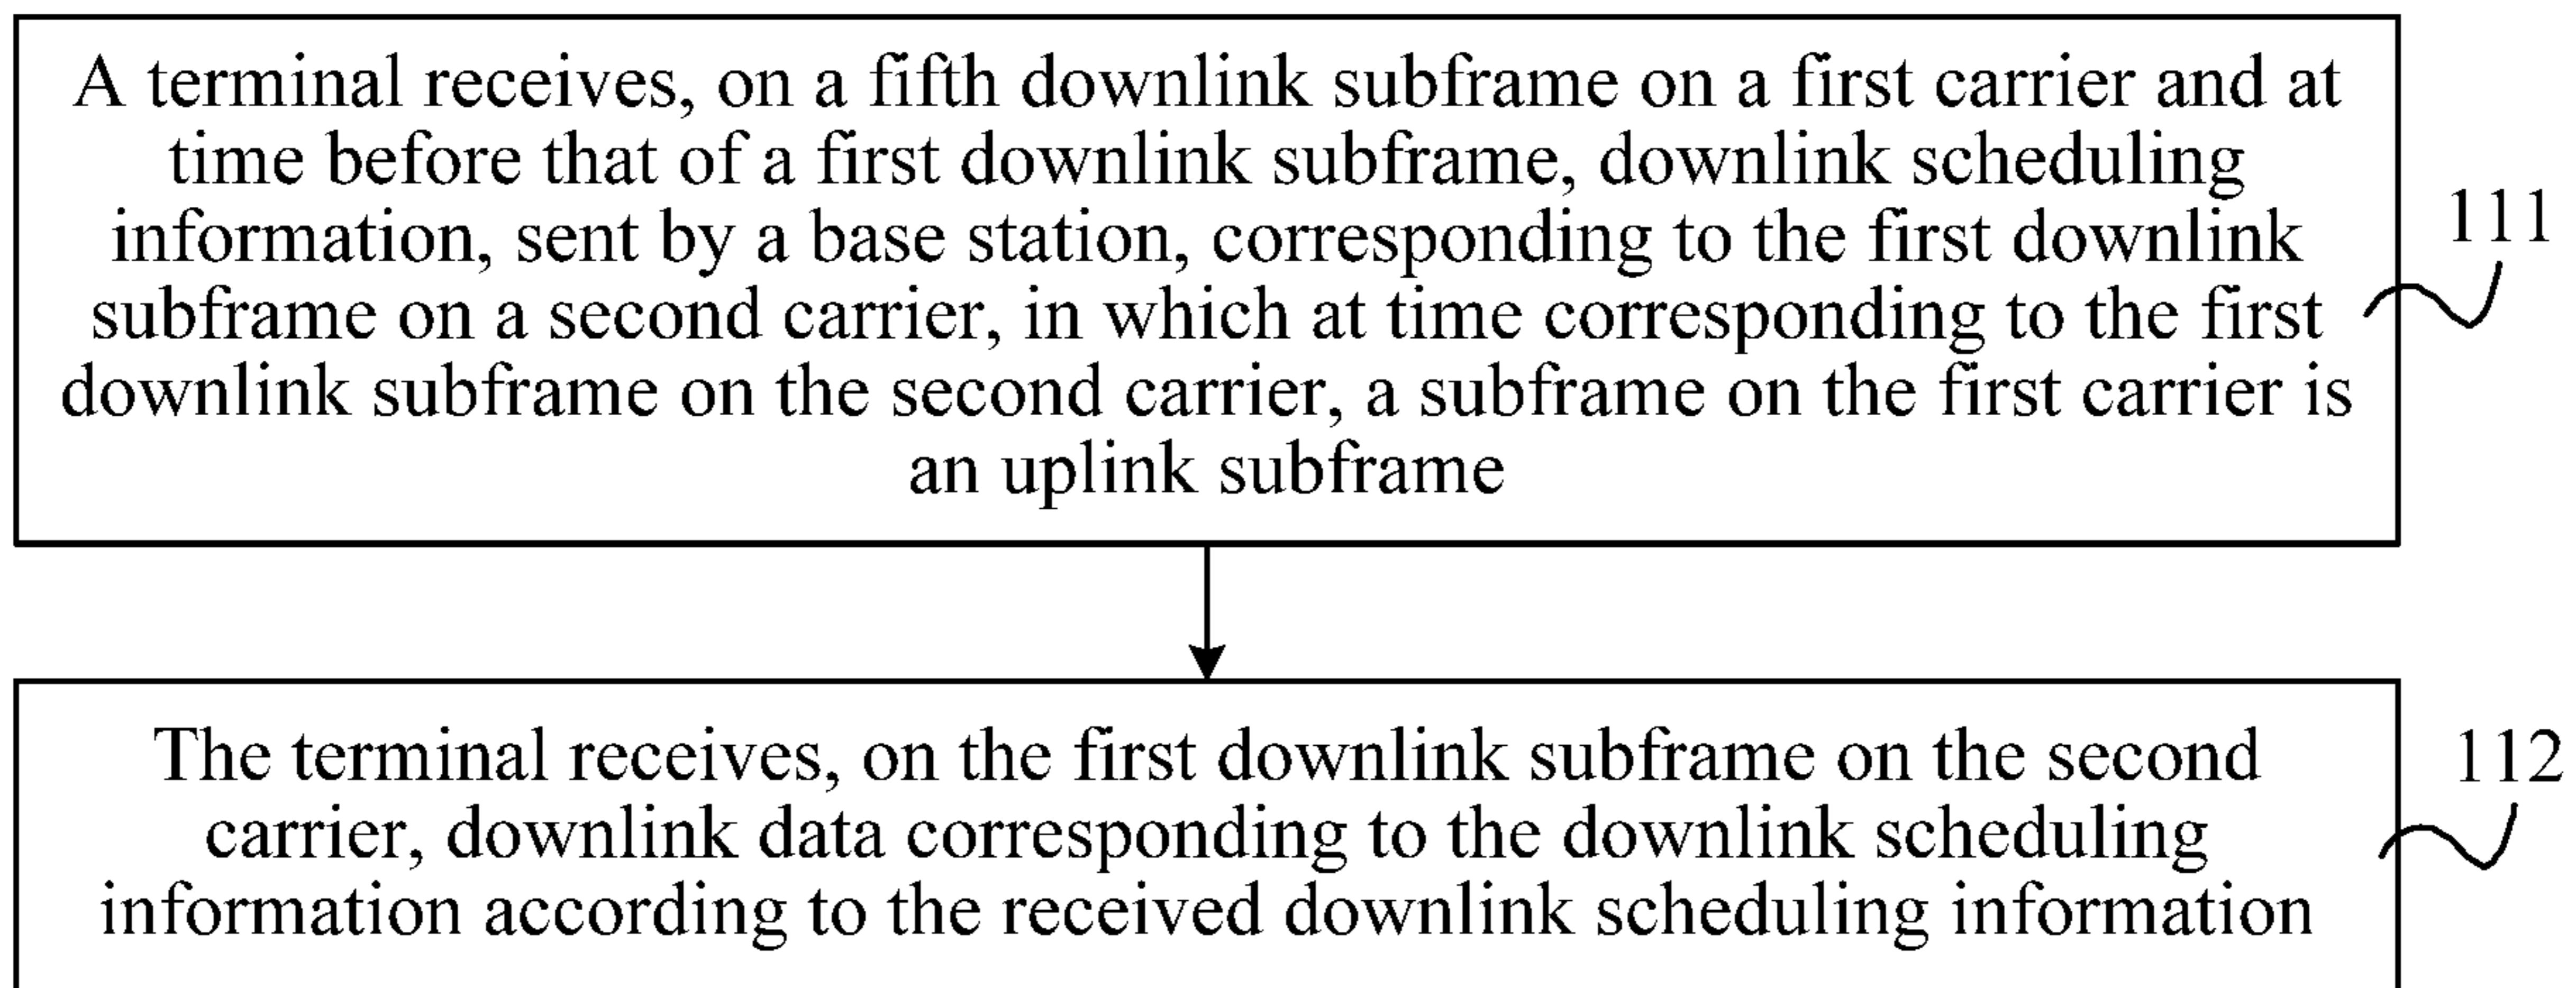 A terminal receives, on a fifth downlink subframe on a first carrier and at
time before that of a first downlink subframe, downlink scheduling
information, sent by a base station, corresponding to the first downlink
subframe on a second carrier, in which at time corresponding to the first
downlink subframe on the second carrier, a subframe on the first carrier is
an uplink subframe
111
The terminal receives, on the first downlink subframe on the second
carrier, downlink data corresponding to the downlink scheduling
information according to the received downlink scheduling information
112